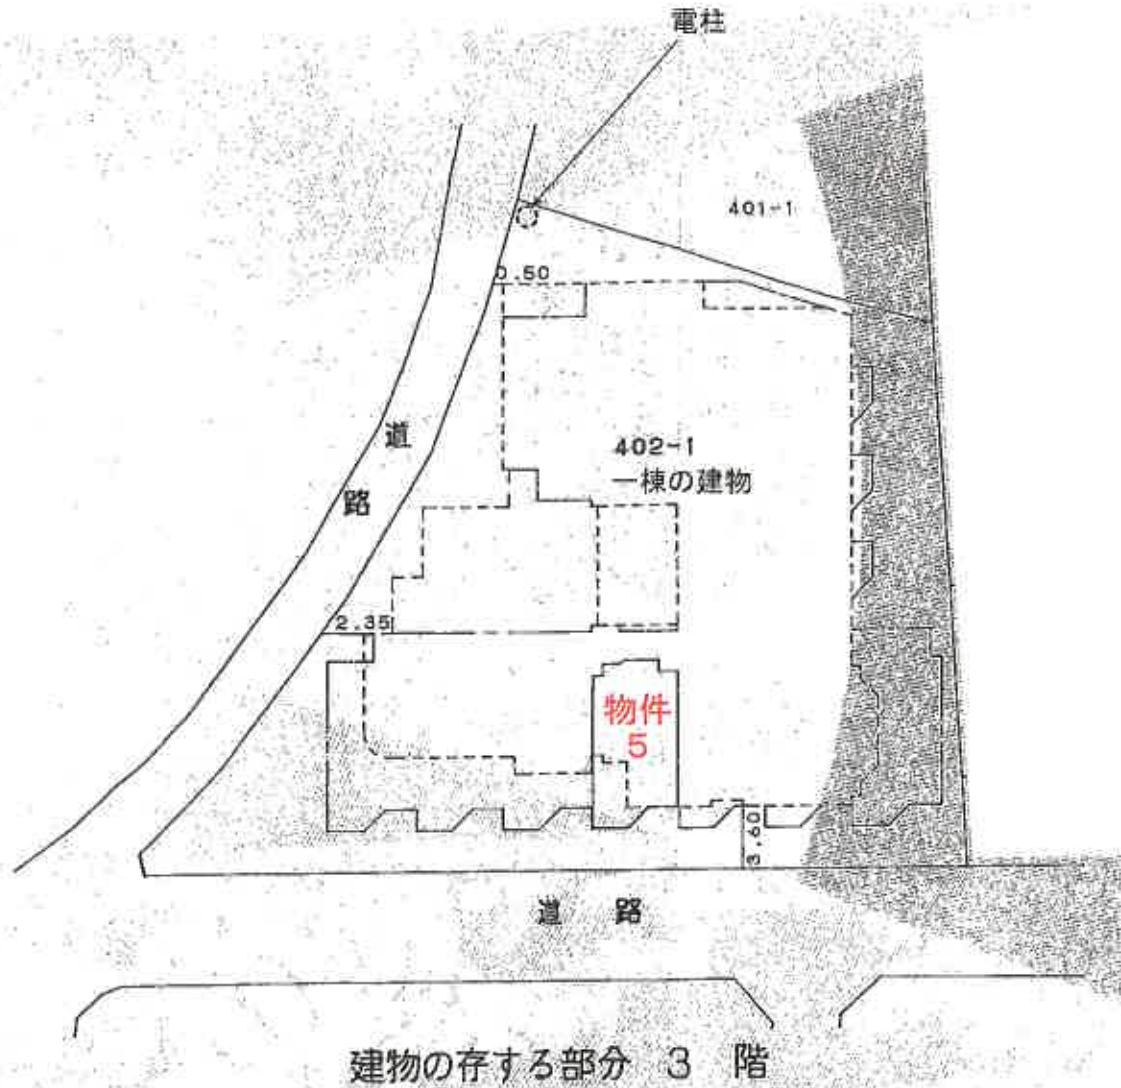 電柱
401-1
0.50
402-1
一棟の建物
道
路
2.35
物件
5
3.60
道 路
建物の存する部分 3 階